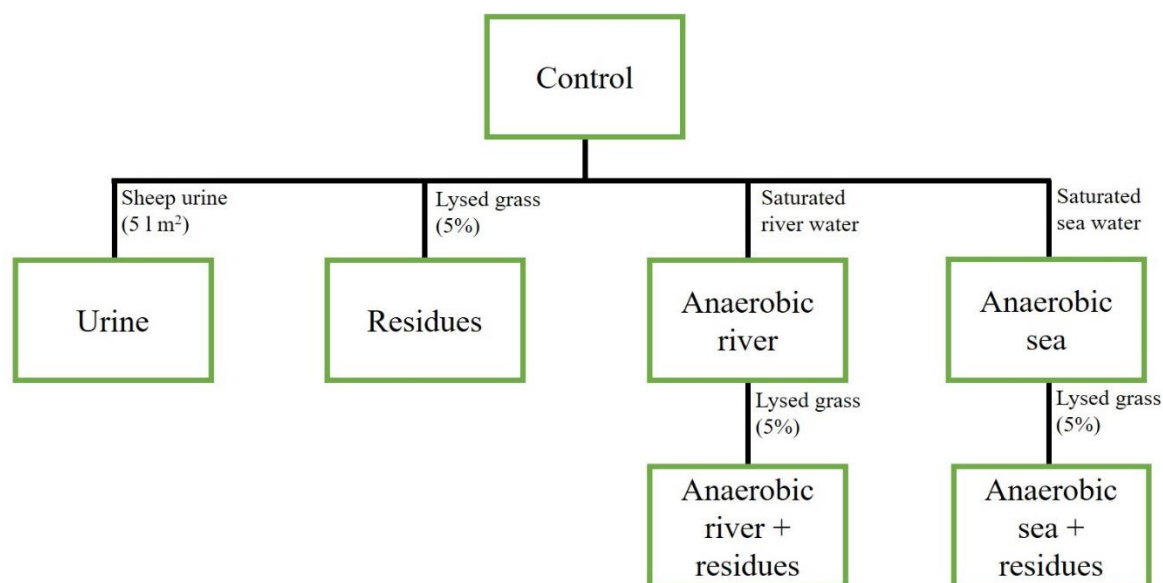 Control
Sheep urine
(5 l m²)
Lysed grass
(5%)
Saturated
river water
Saturated
sea water
Urine
Residues
Anaerobic
river
Anaerobic
sea
Lysed grass
(5%)
Lysed grass
(5%)
Anaerobic
river +
residues
Anaerobic
sea +
residues